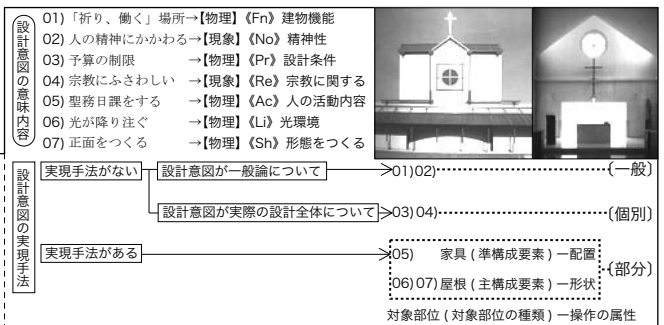 設計意図の意味内容
01)「祈り、働く」場所→【物理】《Fn》建物機能
02) 人の精神にかかわる→【現象】《No》精神性
03) 予算の制限→【物理】《Pr》設計条件
04) 宗教にふさわしい→【現象】《Re》宗教に関する
05) 聖務日課をする→【物理】《Ac》人の活動内容
06) 光が降り注ぐ→【物理】《Li》光環境
07) 正面をつくる→【物理】《Sh》形態をつくる
設計意図の実現手法
実現手法がない 設計意図が一般論について 01)02) 〔一般〕
設計意図が実際の設計全体について 03)04) 〔個別〕
実現手法がある 05) 家具(準構成要素)ー配置
06)07)屋根(主構成要素)ー形状
〔部分〕
対象部位(対象部位の種類)ー操作の属性